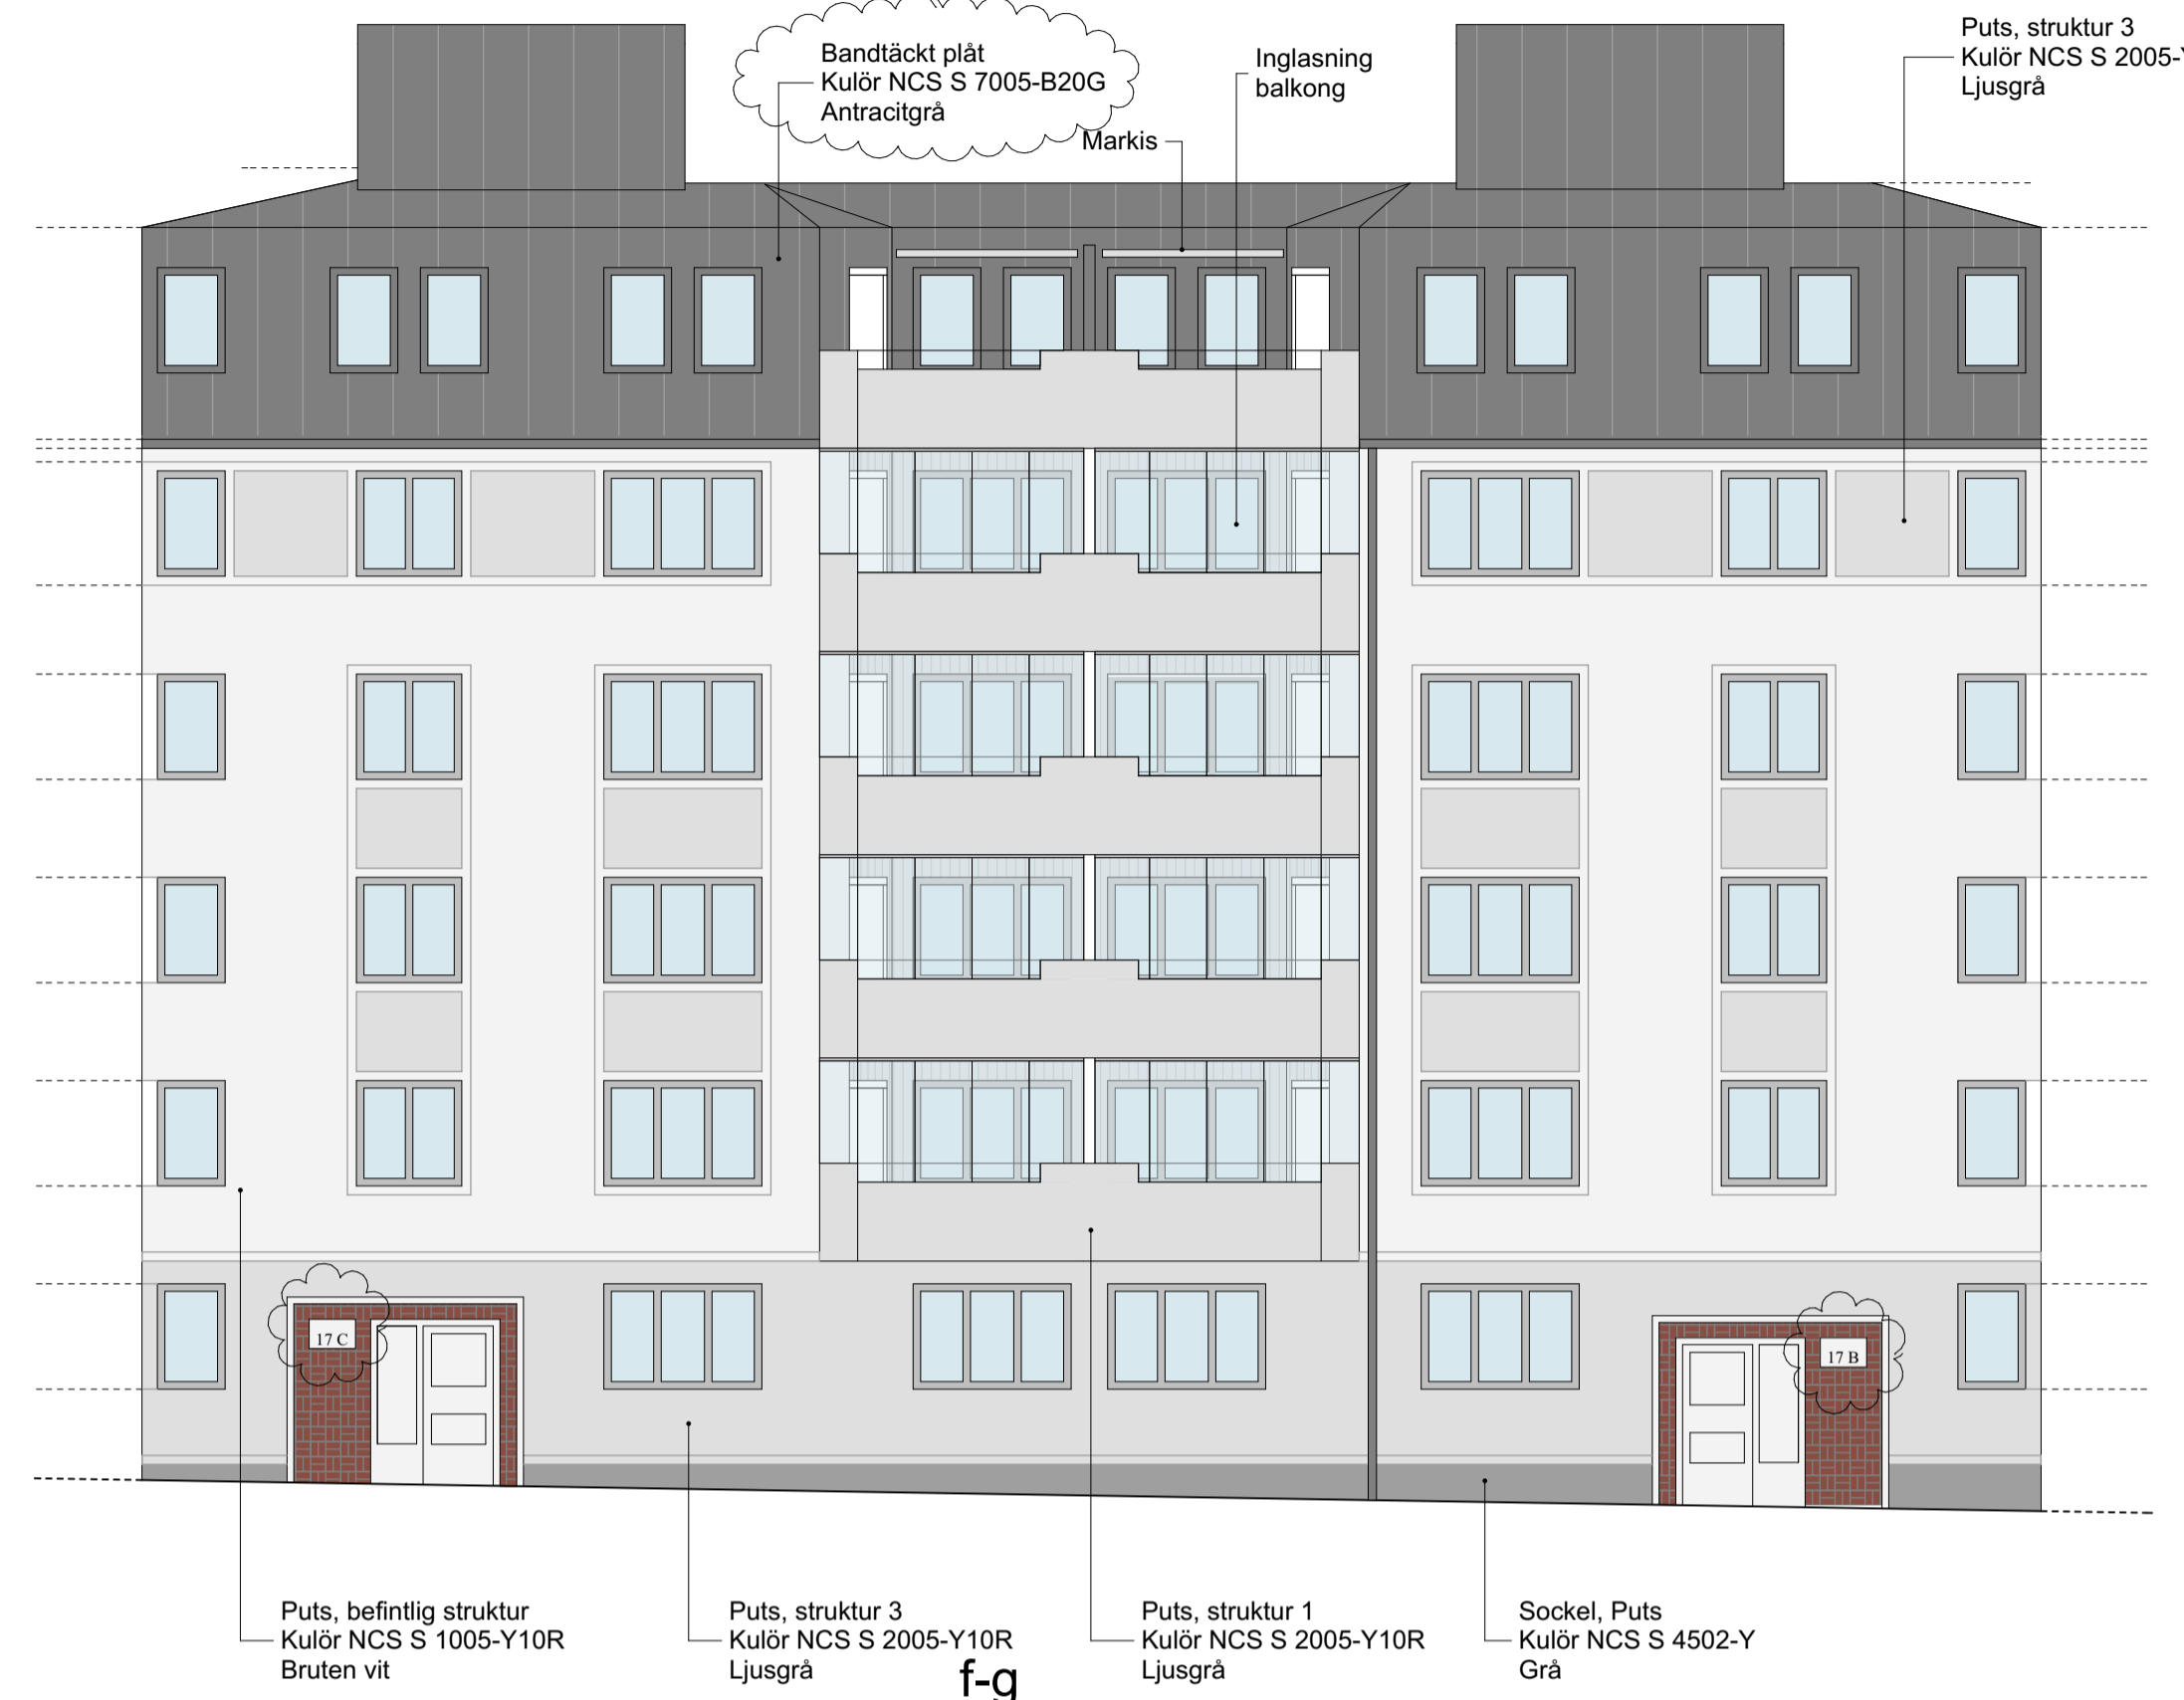 Bandtäckt plåt
Kulör NCS S 7005-B20G
Antracitgrå
Inglasning
balkong
Markis
Puts, struktur 3
Kulör NCS S 2005-
Ljusgrå
17 C
17 B
Puts, befintlig struktur
Kulör NCS S 1005-Y10R
Bruten vit
Puts, struktur 3
Kulör NCS S 2005-Y10R
Ljusgrå
Puts, struktur 1
Kulör NCS S 2005-Y10R
Ljusgrå
Sockel, Puts
Kulör NCS S 4502-Y
Grå
f-g